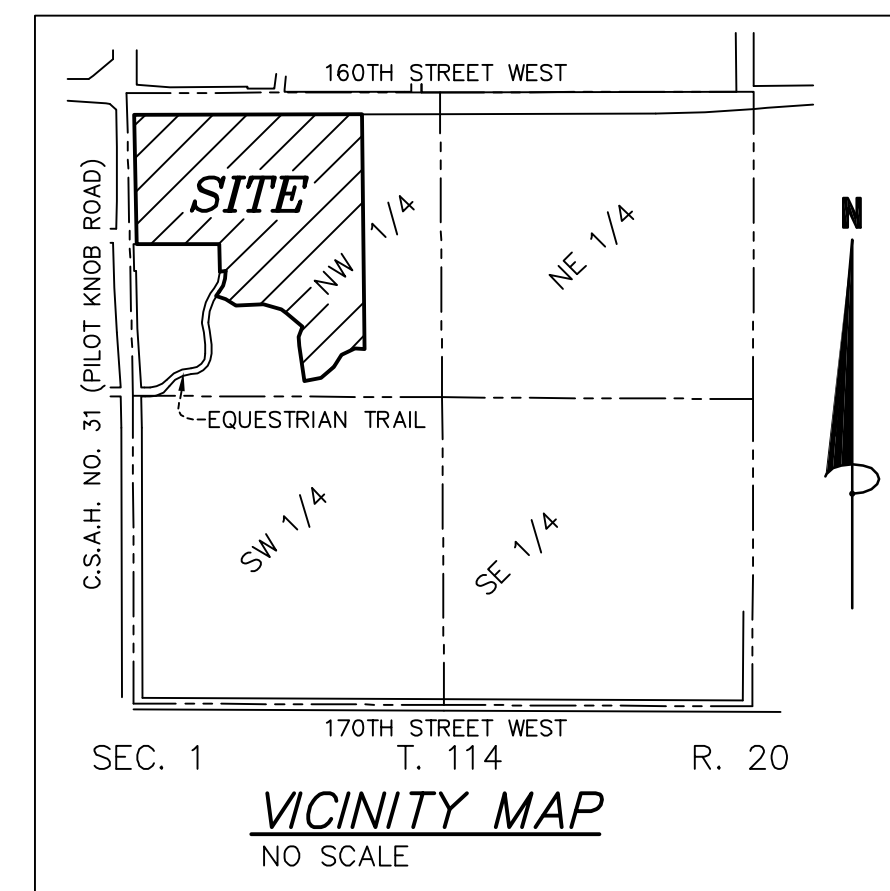 160TH STREET WEST
C.S.A.H. NO. 31 (PILOT KNOB ROAD)
SITE
NW 1/4
NE 1/4
N
EQUESTRIAN TRAIL
SW 1/4
SE 1/4
170TH STREET WEST
SEC. 1 T. 114 R. 20
VICINITY MAP
NO SCALE